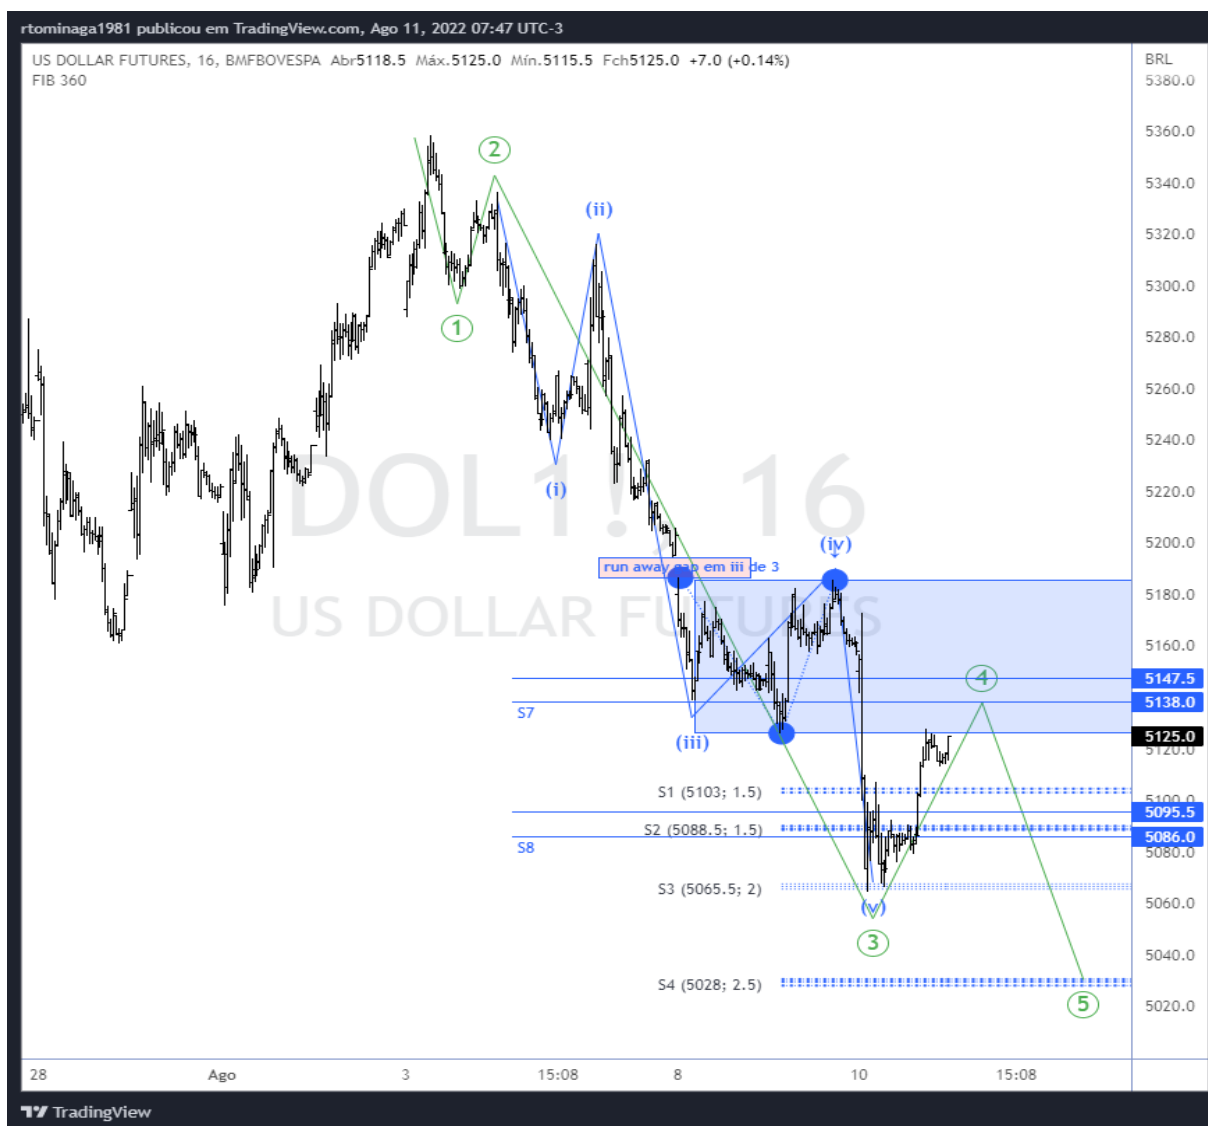 rtominaga1981 publicou em TradingView.com, Ago 11, 2022 07:47 UTC-3
US DOLLAR FUTURES, 16, BMFBOVESPA Abr5118.5 Máx.5125.0 Mín.5115.5 Fch5125.0 +7.0 (+0.14%)
FIB 360
BRL
5380.0
5360.0
5340.0
5320.0
5300.0
5280.0
5260.0
5240.0
5220.0
5200.0
5180.0
5160.0
5147.5
5138.0
5125.0
5120.0
5100.0
5095.5
5086.0
5080.0
5060.0
5040.0
5020.0
2
(ii)
1
(i)
DOL1!, 16
US DOLLAR FUTURES
(iv)
run away gap em iii de 3
4
S7
(iii)
S1 (5103; 1.5)
S2 (5088.5; 1.5)
S8
S3 (5065.5; 2)
(v)
3
S4 (5028; 2.5)
5
28 Ago 3 15:08 8 10 15:08
TradingView